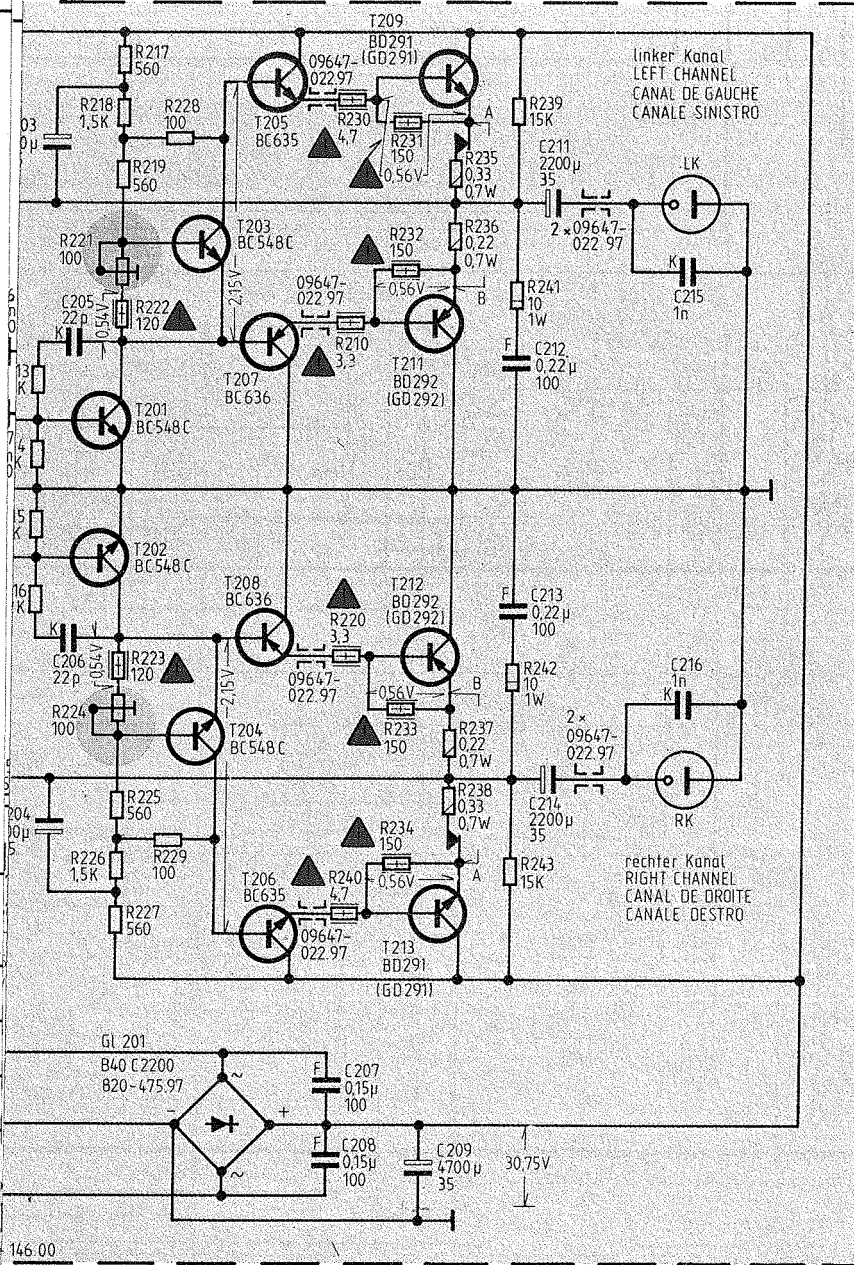 T209
BD291
(GD291)
linker Kanal
LEFT CHANNEL
CANAL DE GAUCHE
CANALE SINISTRO
R217
560
09647-
022.97
R218
1,5K
R228
100
T205
BC635
R230
4,7
R231
150
0,56V
A
R239
15K
03
0µ
R219
560
R235
0,33
0,7W
C211
2200µ
35
LK
2×09647-
022.97
R221
100
T203
BC548C
2,15V
R232
150
R236
0,22
0,7W
0,56V
B
K
C215
1n
C205
22p
K
0,54V
R222
120
09647-
022.97
R210
3,3
R241
10
1W
F
C212
0,22µ
100
T207
BC636
T211
BD292
(GD292)
13
K
T201
BC548C
4
K
15
K
T202
BC548C
16
K
T208
BC636
R220
3,3
T212
BD292
(GD292)
F
C213
0,22µ
100
K
C206
22p
0,54V
R223
120
09647-
022.97
0,56V
B
R242
10
1W
C216
1n
K
R224
100
2,15V
T204
BC548C
R233
150
R237
0,22
0,7W
2×
09647-
022.97
R225
560
R238
0,33
0,7W
C214
2200µ
35
RK
204
0µ
R226
1,5K
R229
100
R234
150
0,56V
A
R243
15K
rechter Kanal
RIGHT CHANNEL
CANAL DE DROITE
CANALE DESTRO
T206
BC635
R240
4,7
R227
560
09647-
022.97
T213
BD291
(GD291)
Gl 201
B40 C2200
820-475.97
~
F
C207
0,15µ
100
-
+
F
C208
0,15µ
100
~
C209
4700µ
35
30,75V
146.00